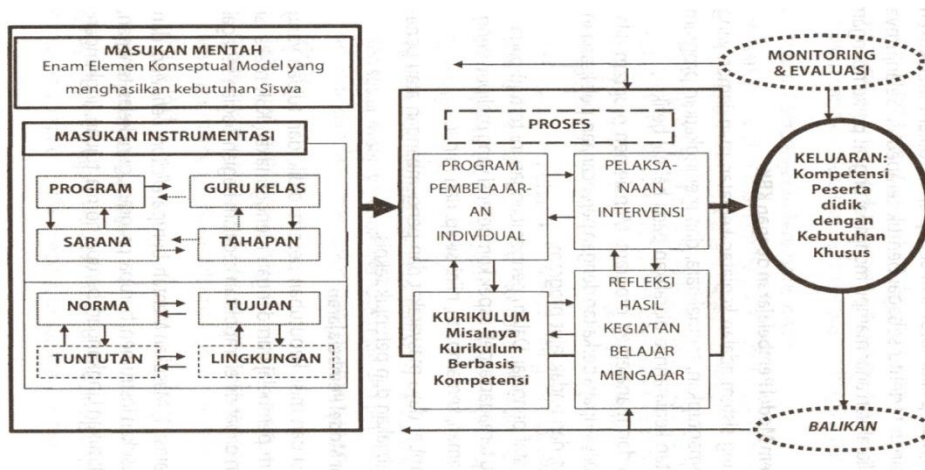 MASUKAN MENTAH
Enam Elemen Konseptual Model yang
menghasilkan kebutuhan Siswa
MASUKAN INSTRUMENTASI
PROGRAM
GURU KELAS
SARANA
TAHAPAN
NORMA
TUJUAN
TUNTUTAN
LINGKUNGAN
PROSES
PROGRAM
PEMBELAJAR-
AN
INDIVIDUAL
PELAKSA-
NAAN
INTERVENSI
KURIKULUM
Misalnya
Kurikulum
Berbasis
Kompetensi
REFLEKSI
HASIL
KEGIATAN
BELAJAR
MENGAJAR
MONITORING
& EVALUASI
KELUARAN:
Kompetensi
Peserta
didik
dengan
Kebutuhan
Khusus
BALIKAN